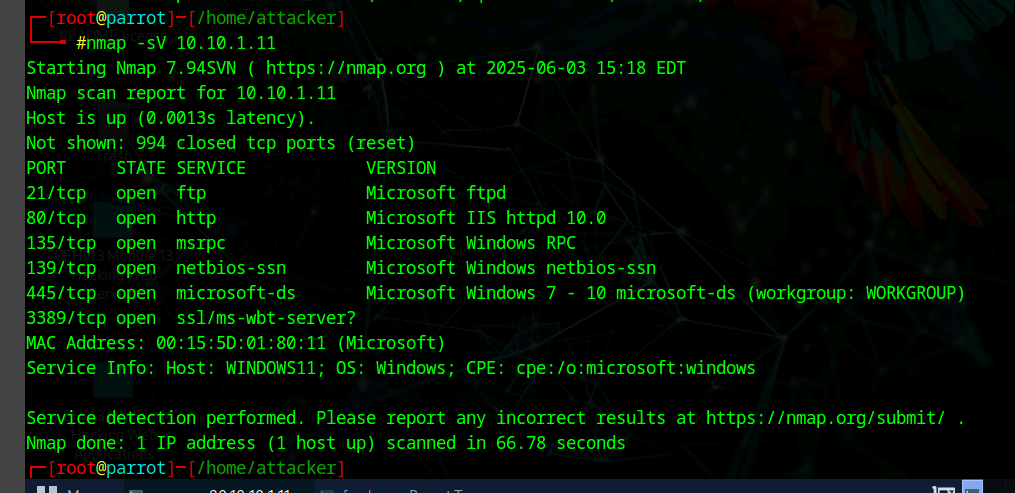 ┌─[root@parrot]─[/home/attacker]
└──╼ #nmap -sV 10.10.1.11
Starting Nmap 7.94SVN ( https://nmap.org ) at 2025-06-03 15:18 EDT
Nmap scan report for 10.10.1.11
Host is up (0.0013s latency).
Not shown: 994 closed tcp ports (reset)
PORT     STATE SERVICE            VERSION
21/tcp   open  ftp                Microsoft ftpd
80/tcp   open  http               Microsoft IIS httpd 10.0
135/tcp  open  msrpc              Microsoft Windows RPC
139/tcp  open  netbios-ssn        Microsoft Windows netbios-ssn
445/tcp  open  microsoft-ds       Microsoft Windows 7 - 10 microsoft-ds (workgroup: WORKGROUP)
3389/tcp open  ssl/ms-wbt-server?
MAC Address: 00:15:5D:01:80:11 (Microsoft)
Service Info: Host: WINDOWS11; OS: Windows; CPE: cpe:/o:microsoft:windows
Service detection performed. Please report any incorrect results at https://nmap.org/submit/ .
Nmap done: 1 IP address (1 host up) scanned in 66.78 seconds
┌─[root@parrot]─[/home/attacker]